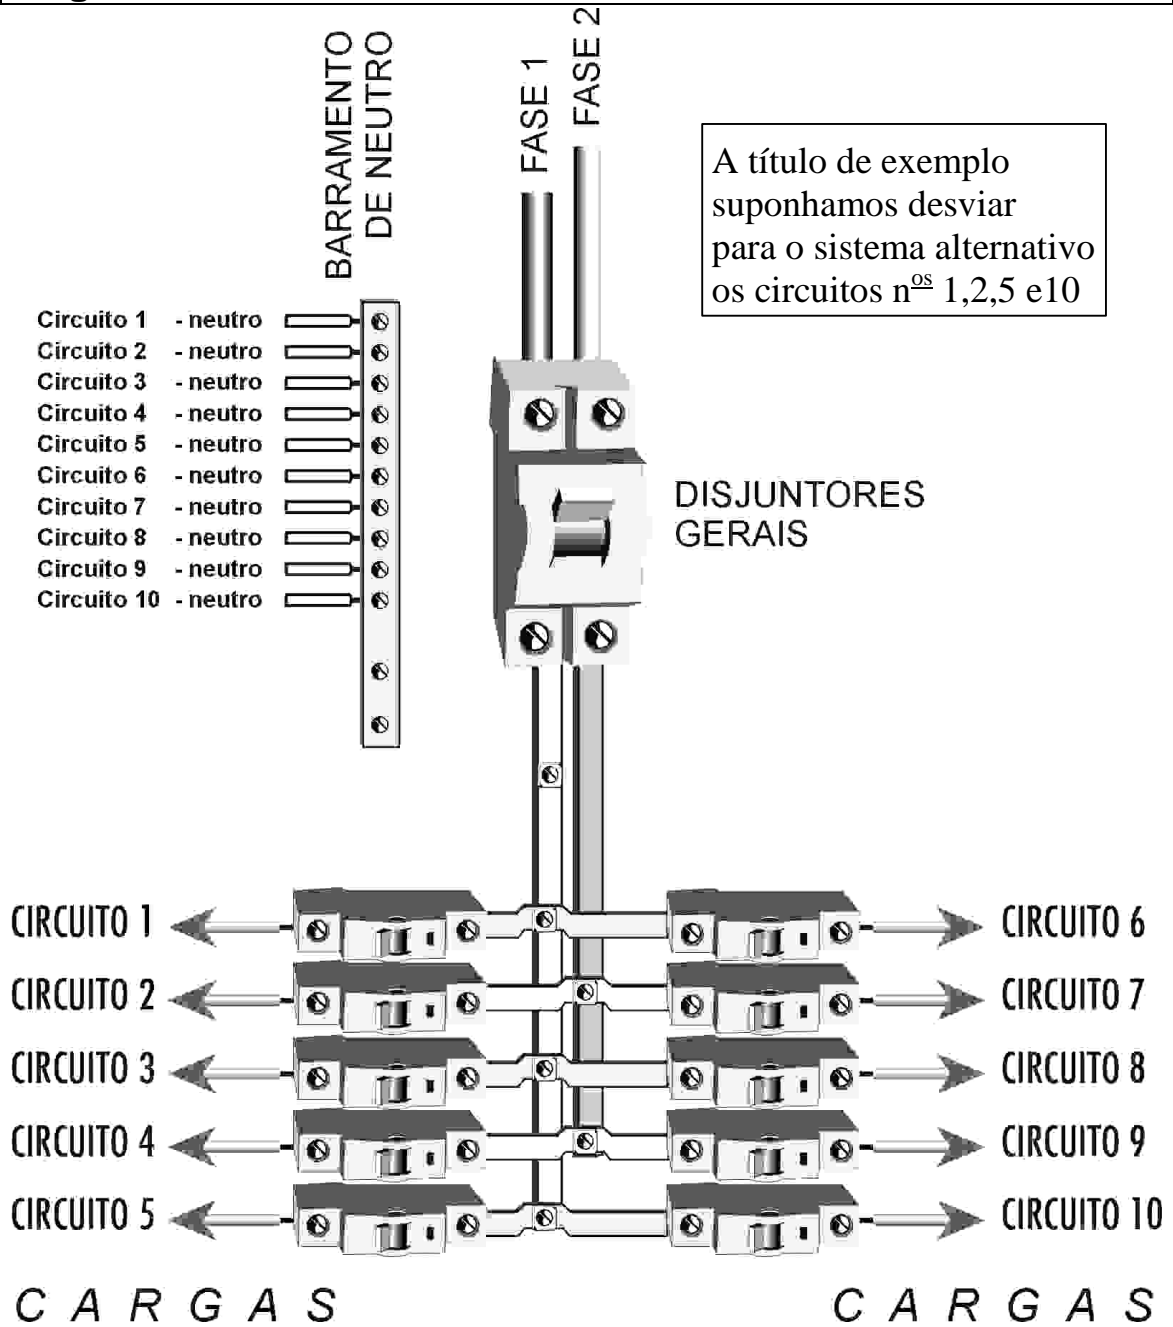 BARRAMENTO
DE NEUTRO
FASE 1
FASE 2
A título de exemplo
suponhamos desviar
para o sistema alternativo
os circuitos nos 1,2,5 e10
Circuito 1 - neutro
Circuito 2 - neutro
Circuito 3 - neutro
Circuito 4 - neutro
Circuito 5 - neutro
Circuito 6 - neutro
Circuito 7 - neutro
Circuito 8 - neutro
Circuito 9 - neutro
Circuito 10 - neutro
DISJUNTORES
GERAIS
CIRCUITO 1
CIRCUITO 6
CIRCUITO 2
CIRCUITO 7
CIRCUITO 3
CIRCUITO 8
CIRCUITO 4
CIRCUITO 9
CIRCUITO 5
CIRCUITO 10
C A R G A S
C A R G A S